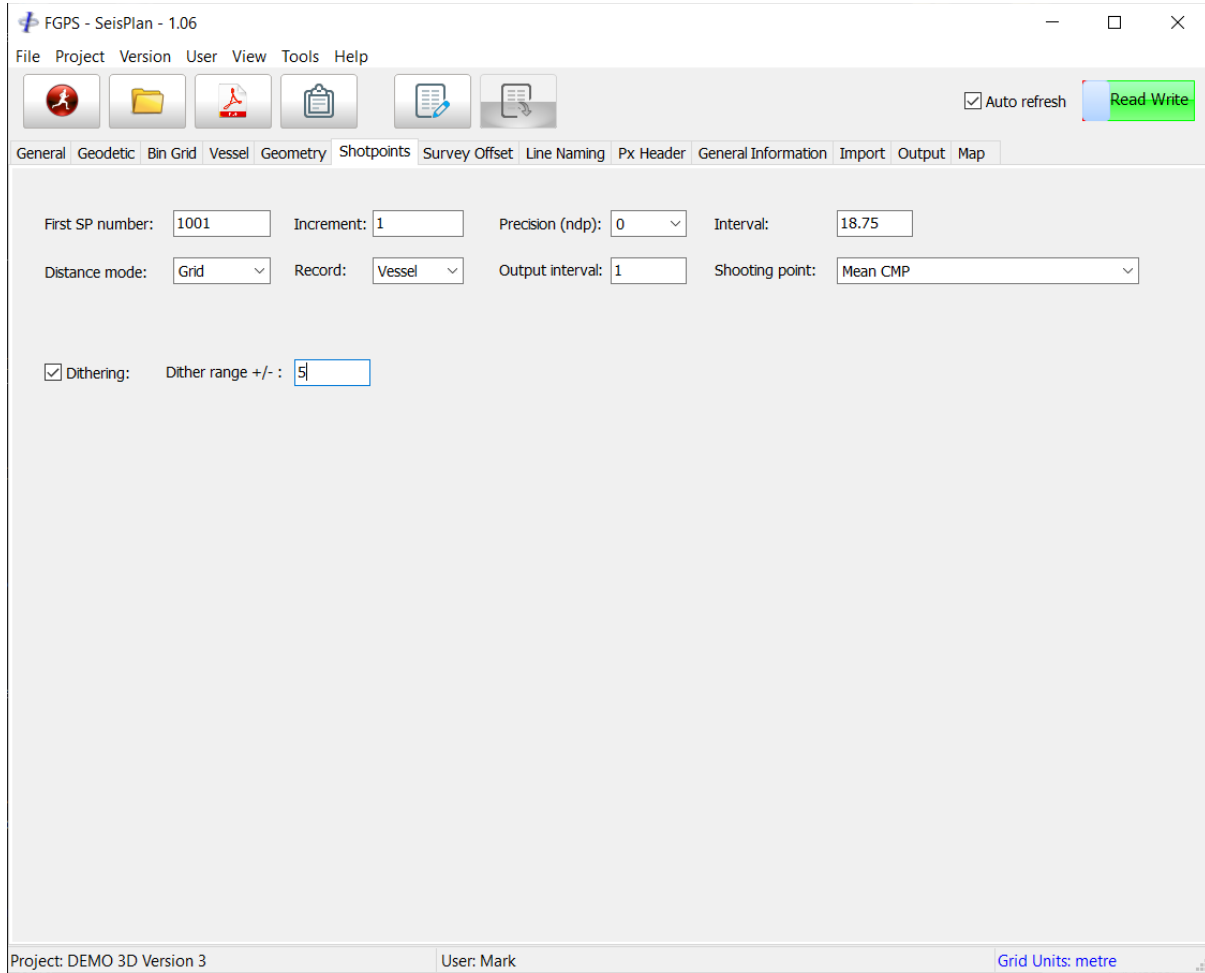 FGPS - SeisPlan - 1.06
File Project Version User View Tools Help
Auto refresh Read Write
General Geodetic Bin Grid Vessel Geometry Shotpoints Survey Offset Line Naming Px Header General Information Import Output Map
First SP number: 1001 Increment: 1 Precision (ndp): 0 Interval: 18.75
Distance mode: Grid Record: Vessel Output interval: 1 Shooting point: Mean CMP
Dithering: Dither range +/- : 5
Project: DEMO 3D Version 3 User: Mark Grid Units: metre